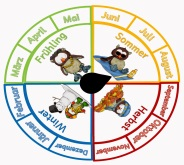 März
April
Mai
Frühling
Juni
Juli
August
Sommer
September
Oktober
November
Herbst
Dezember
Jänner
Februar
Winter